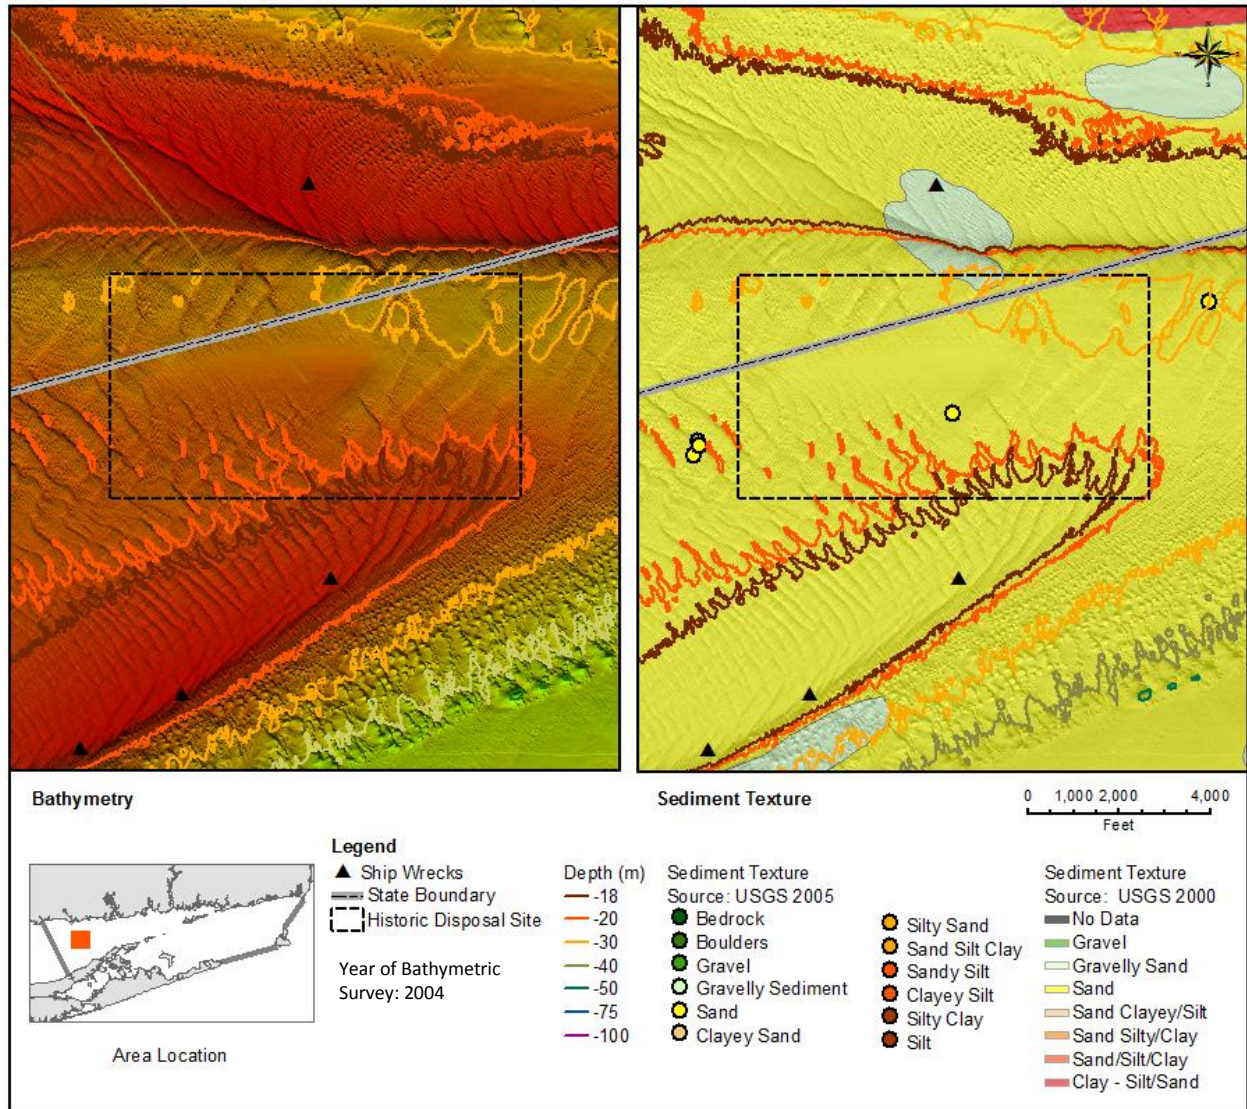 Bathymetry
Sediment Texture
0 1,000 2,000 4,000
Feet
Area Location
Legend
Ship Wrecks
State Boundary
Historic Disposal Site
Year of Bathymetric
Survey: 2004
Depth (m)
-18
-20
-30
-40
-50
-75
-100
Sediment Texture
Source: USGS 2005
Bedrock
Boulders
Gravel
Gravelly Sediment
Sand
Clayey Sand
Silty Sand
Sand Silt Clay
Sandy Silt
Clayey Silt
Silty Clay
Silt
Sediment Texture
Source: USGS 2000
No Data
Gravel
Gravelly Sand
Sand
Sand Clayey/Silt
Sand Silty/Clay
Sand/Silt/Clay
Clay - Silt/Sand